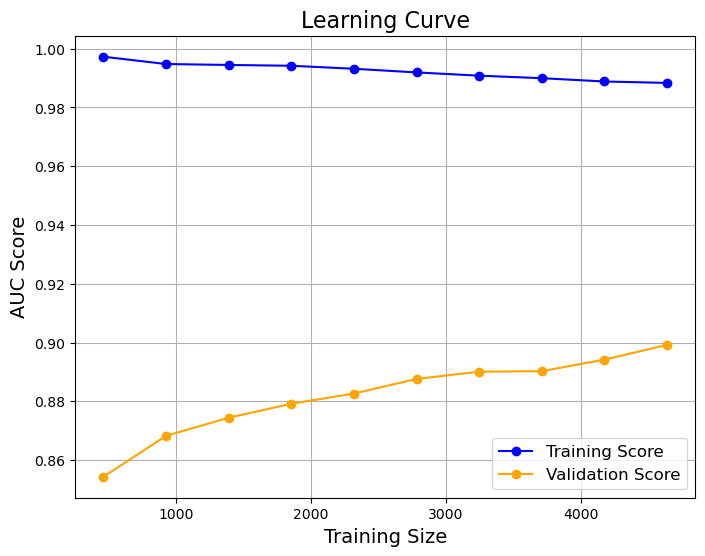 Learning Curve
AUC Score
1.00
0.98
0.96
0.94
0.92
0.90
0.88
0.86
Training Score
Validation Score
1000
2000
3000
4000
Training Size